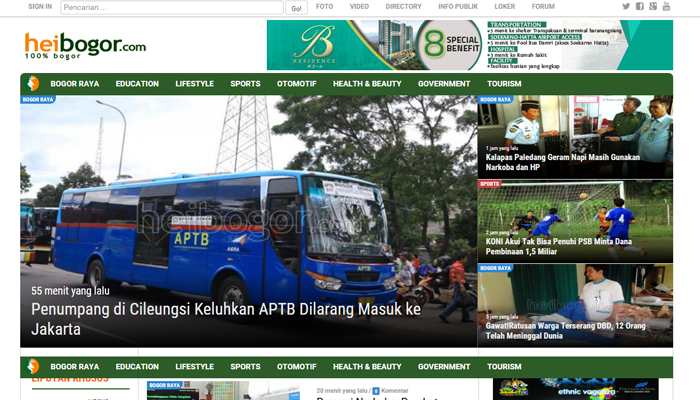 SIGN IN
Pencarian ...
Go!
FOTO VIDEO DIRECTORY INFO PUBLIK LOKER FORUM
heibogor.com
100% bogor
B
RESIDENCE
8 SPECIAL BENEFIT
TRANSPORTATION
5 menit ke shelter Transpakuan & terminal baranangsiang
SOEKARNO-HATTA AIRPORT ACCESS
5 menit ke Pool Bus Damri (akses Soekarno Hatta)
HOSPITAL
3 menit ke Rumah Sakit
FACILITY
fasilitas hunian yang lengkap
BOGOR RAYA EDUCATION LIFESTYLE SPORTS OTOMOTIF HEALTH & BEAUTY GOVERNMENT TOURISM
BOGOR RAYA
heibogor
APTB
AGRA
APTB
55 menit yang lalu
Penumpang di Cileungsi Keluhkan APTB Dilarang Masuk ke
Jakarta
BOGOR RAYA
1 jam yang lalu
Kalapas Paledang Geram Napi Masih Gunakan
Narkoba dan HP
SPORTS
2 jam yang lalu
KONI Akui Tak Bisa Penuhi PSB Minta Dana
Pembinaan 1,5 Miliar
BOGOR RAYA
heibogor
jam yang lalu
Gawat!Ratusan Warga Terserang DBD, 12 Orang
Telah Meninggal Dunia
BOGOR RAYA EDUCATION LIFESTYLE SPORTS OTOMOTIF HEALTH & BEAUTY GOVERNMENT TOURISM
LIPUTAN KHUSUS
BOGOR RAYA
20 menit yang lalu / 0 Komentar
ethnic vaganza